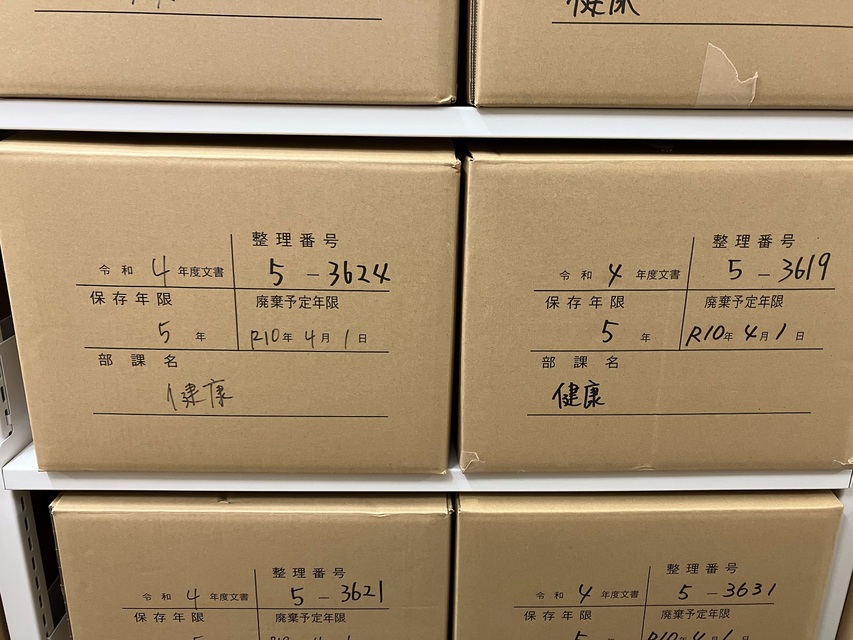 健康
整理番号
令和 4 年度文書 5-3624
保存年限 廃棄予定年限
5 年 R10年 4月 1日
部課名
健康
整理番号
令和 4 年度文書 5-3619
保存年限 廃棄予定年限
5 年 R10年 4月 1日
部課名
健康
整理番号
令和 4 年度文書 5-3621
保存年限 廃棄予定年限
整理番号
令和 4 年度文書 5-3631
保存年限 廃棄予定年限